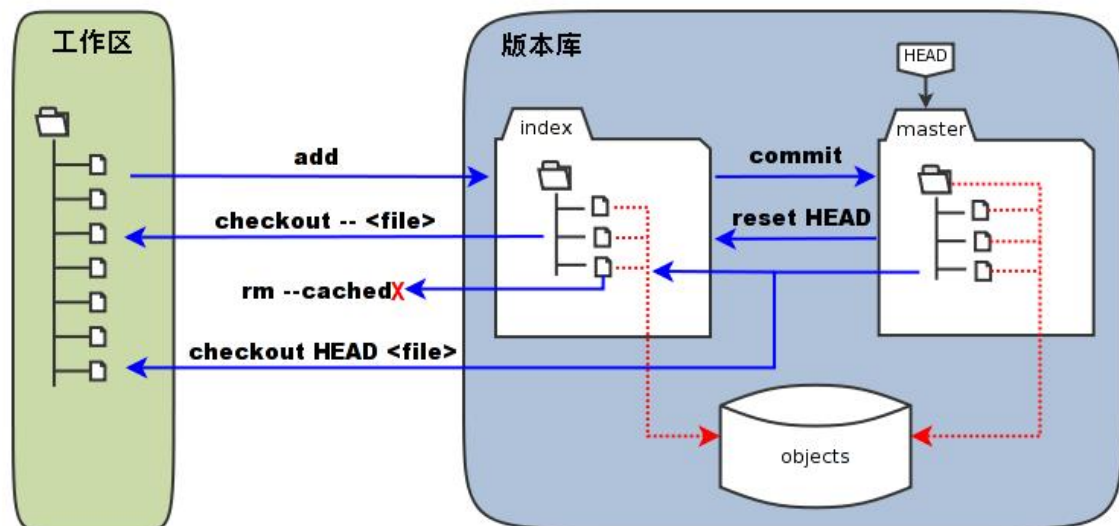 工作区
版本库
HEAD
index
master
add
commit
checkout -- <file>
reset HEAD
rm --cachedX
checkout HEAD <file>
objects